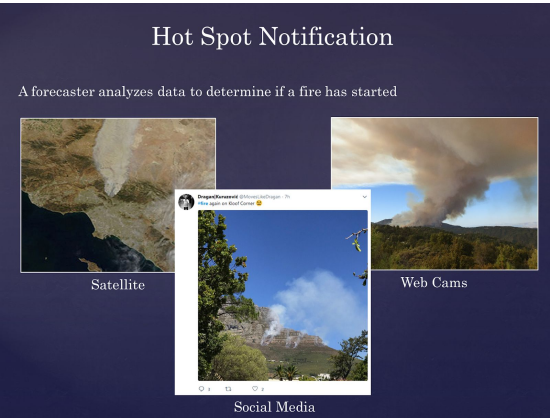 Hot Spot Notification
A forecaster analyzes data to determine if a fire has started
Satellite
Web Cams
#fire again on Kloof Corner
Social Media